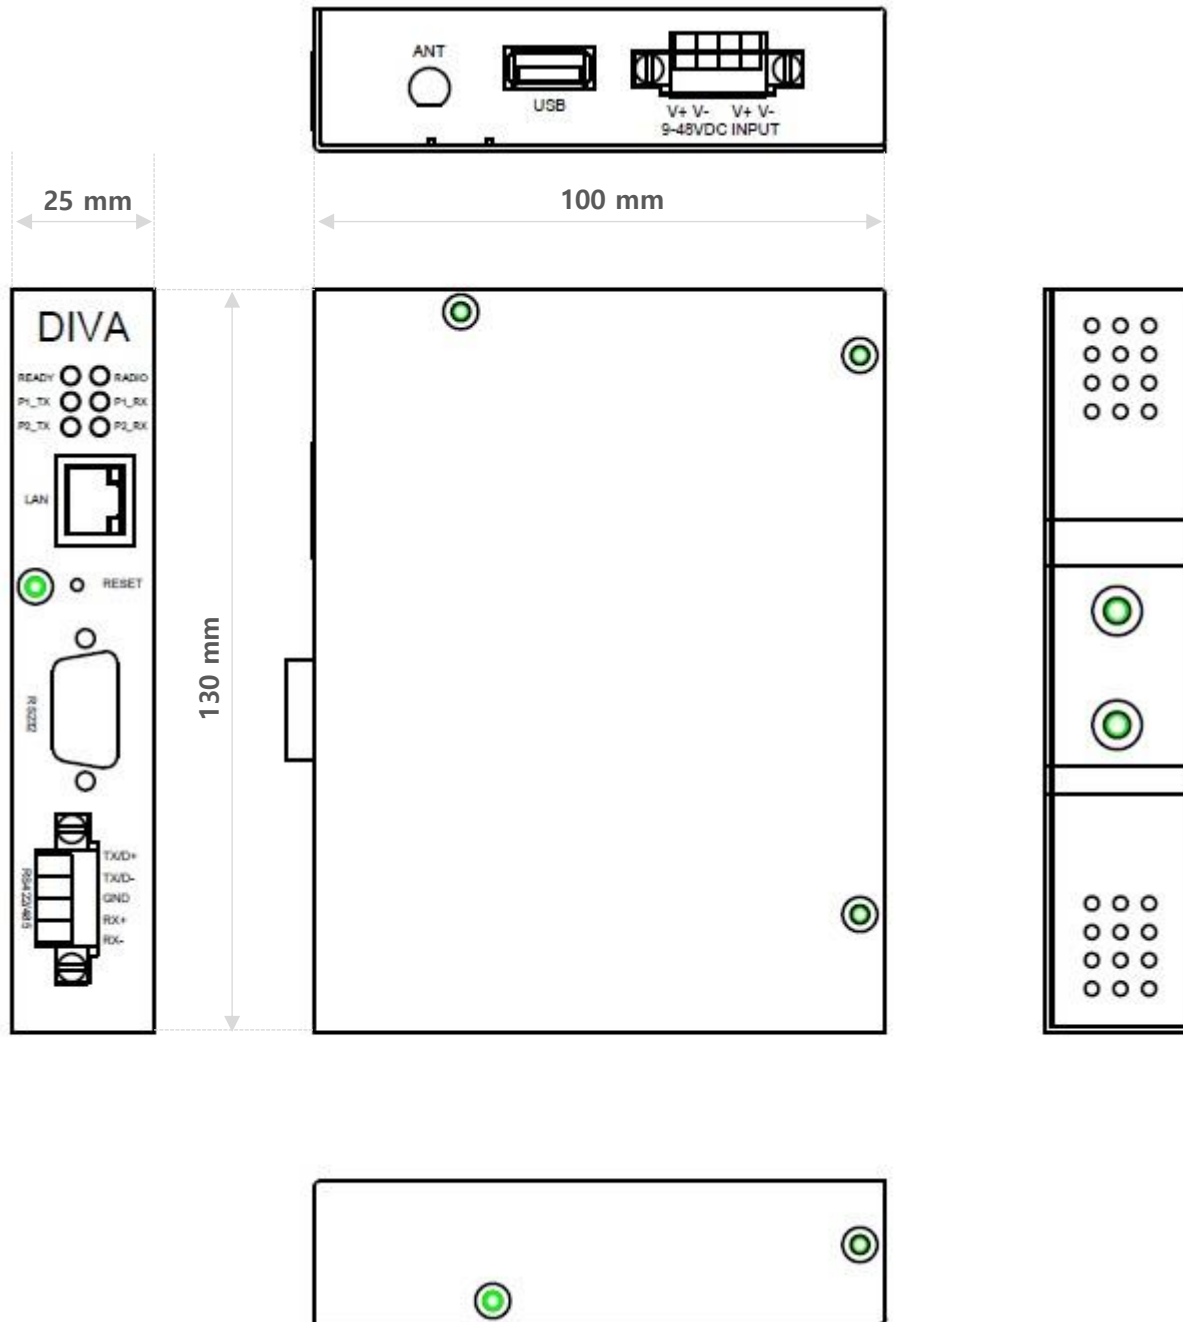 ANT
USB
V+ V- V+ V-
9-48VDC INPUT
25 mm
100 mm
130 mm
DIVA
READY RADIO
P1_TX P1_RX
P2_TX P2_RX
LAN
RESET
RS232
RS422/485
TX/D+
TX/D-
GND
RX+
RX-